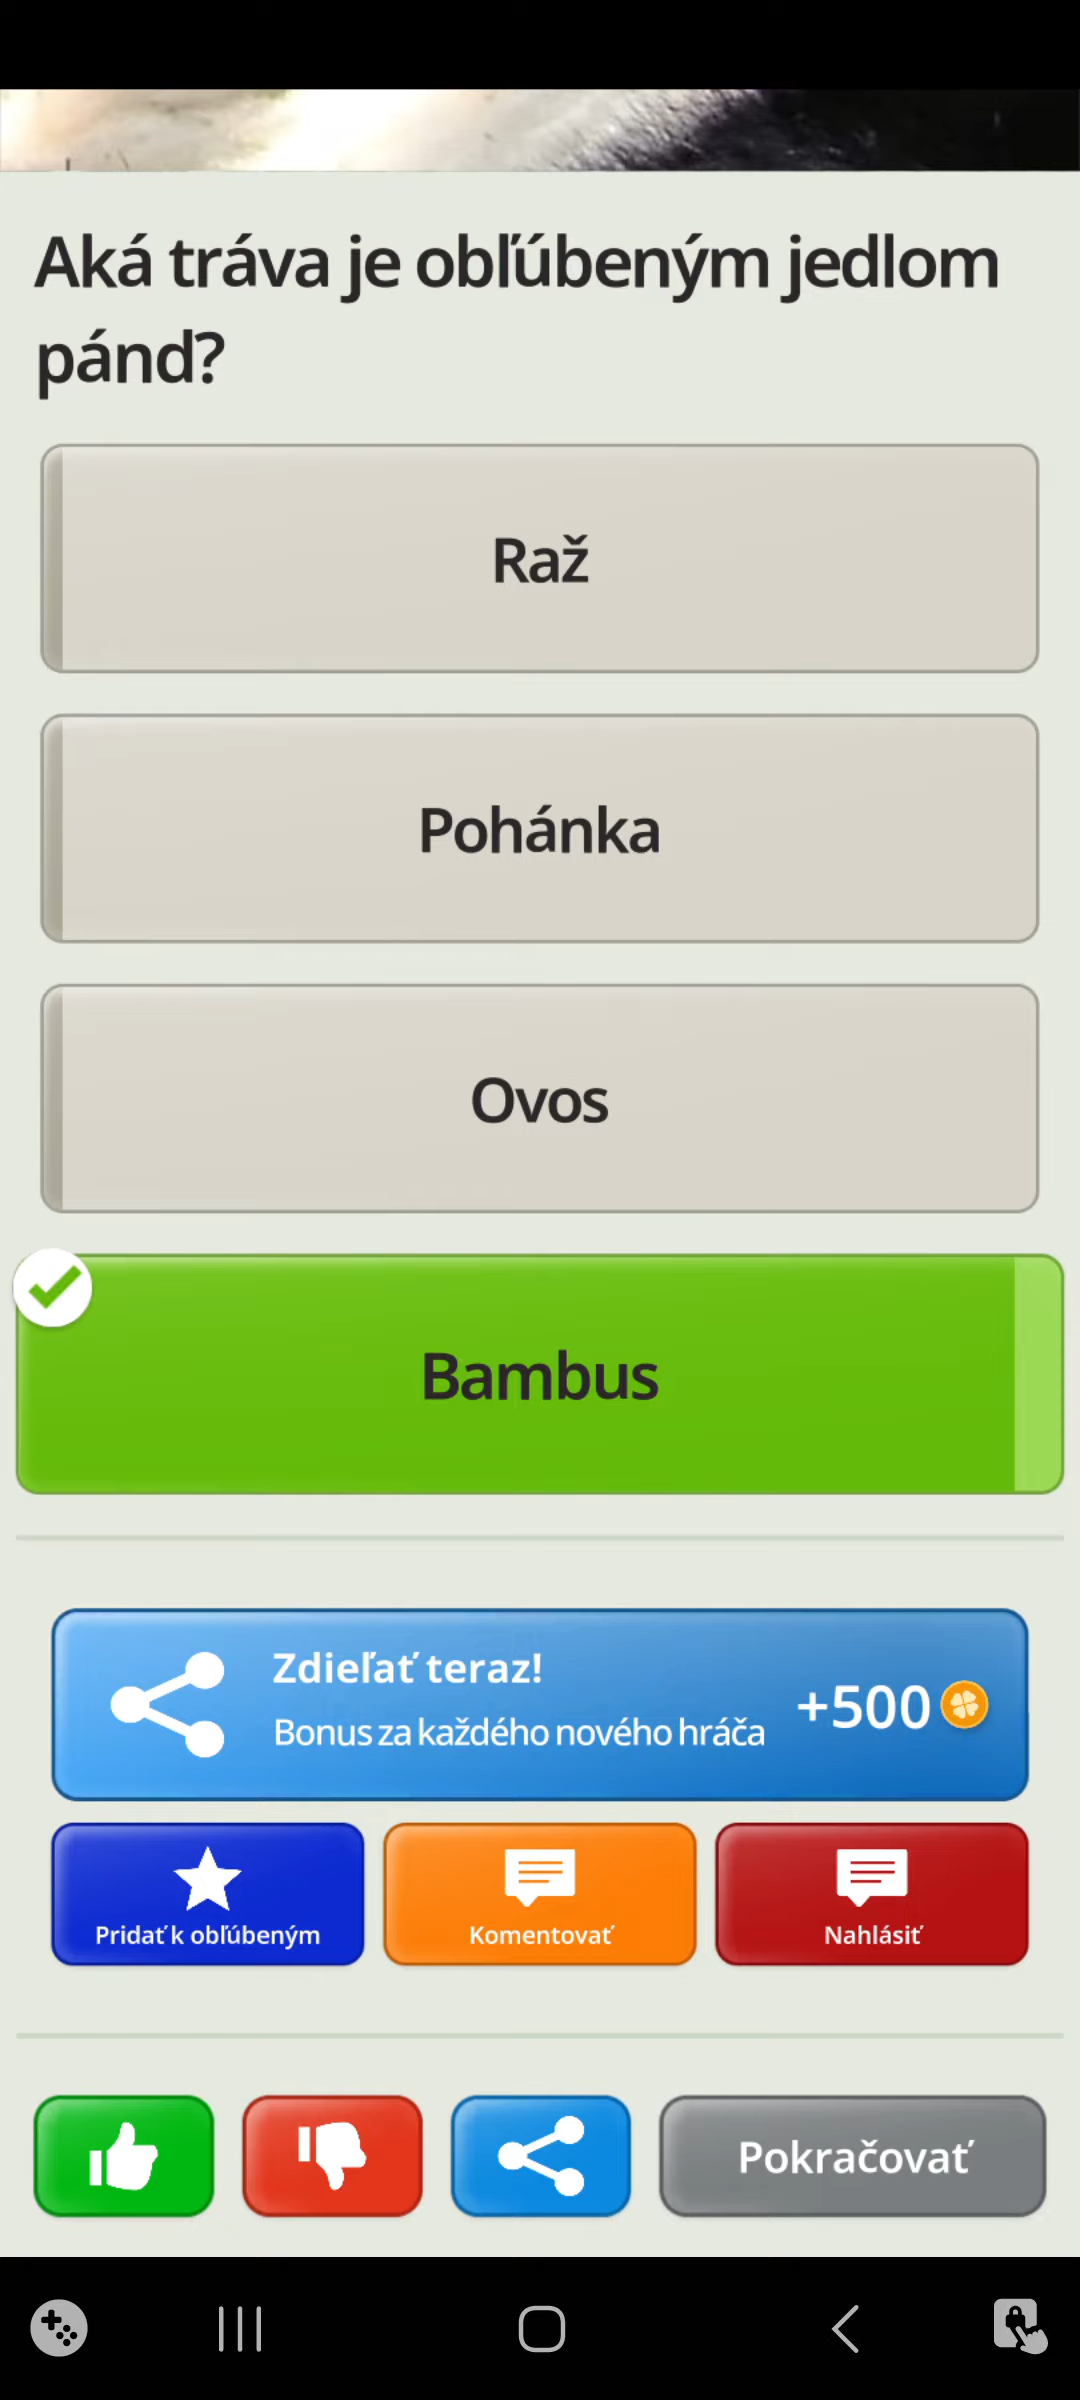 Aká tráva je obľúbeným jedlom
pánd?
Raž
Pohánka
Ovos
Bambus
Zdieľať teraz!
Bonus za každého nového hráča
+500
Pridať k obľúbeným
Komentovať
Nahlásiť
Pokračovať